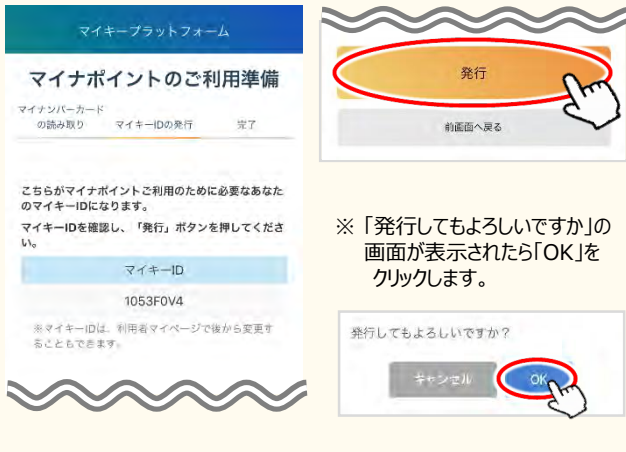 マイキープラットフォーム
マイナポイントのご利用準備
マイナンバーカード
の読み取り
マイキーIDの発行
完了
こちらがマイナポイントご利用のために必要なあなた
のマイキーIDになります。
マイキーIDを確認し、「発行」ボタンを押してくださ
い。
マイキーID
1053F0V4
※マイキーIDは、利用者マイページで後から変更す
ることもできます。
発行
前画面へ戻る
※「発行してもよろしいですか」の
画面が表示されたら「OK」を
クリックします。
発行してもよろしいですか？
キャンセル
OK